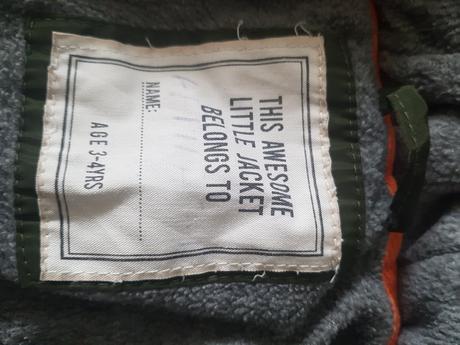 THIS AWESOME
LITTLE JACKET
BELONGS TO
NAME:
AGE 3-4YRS